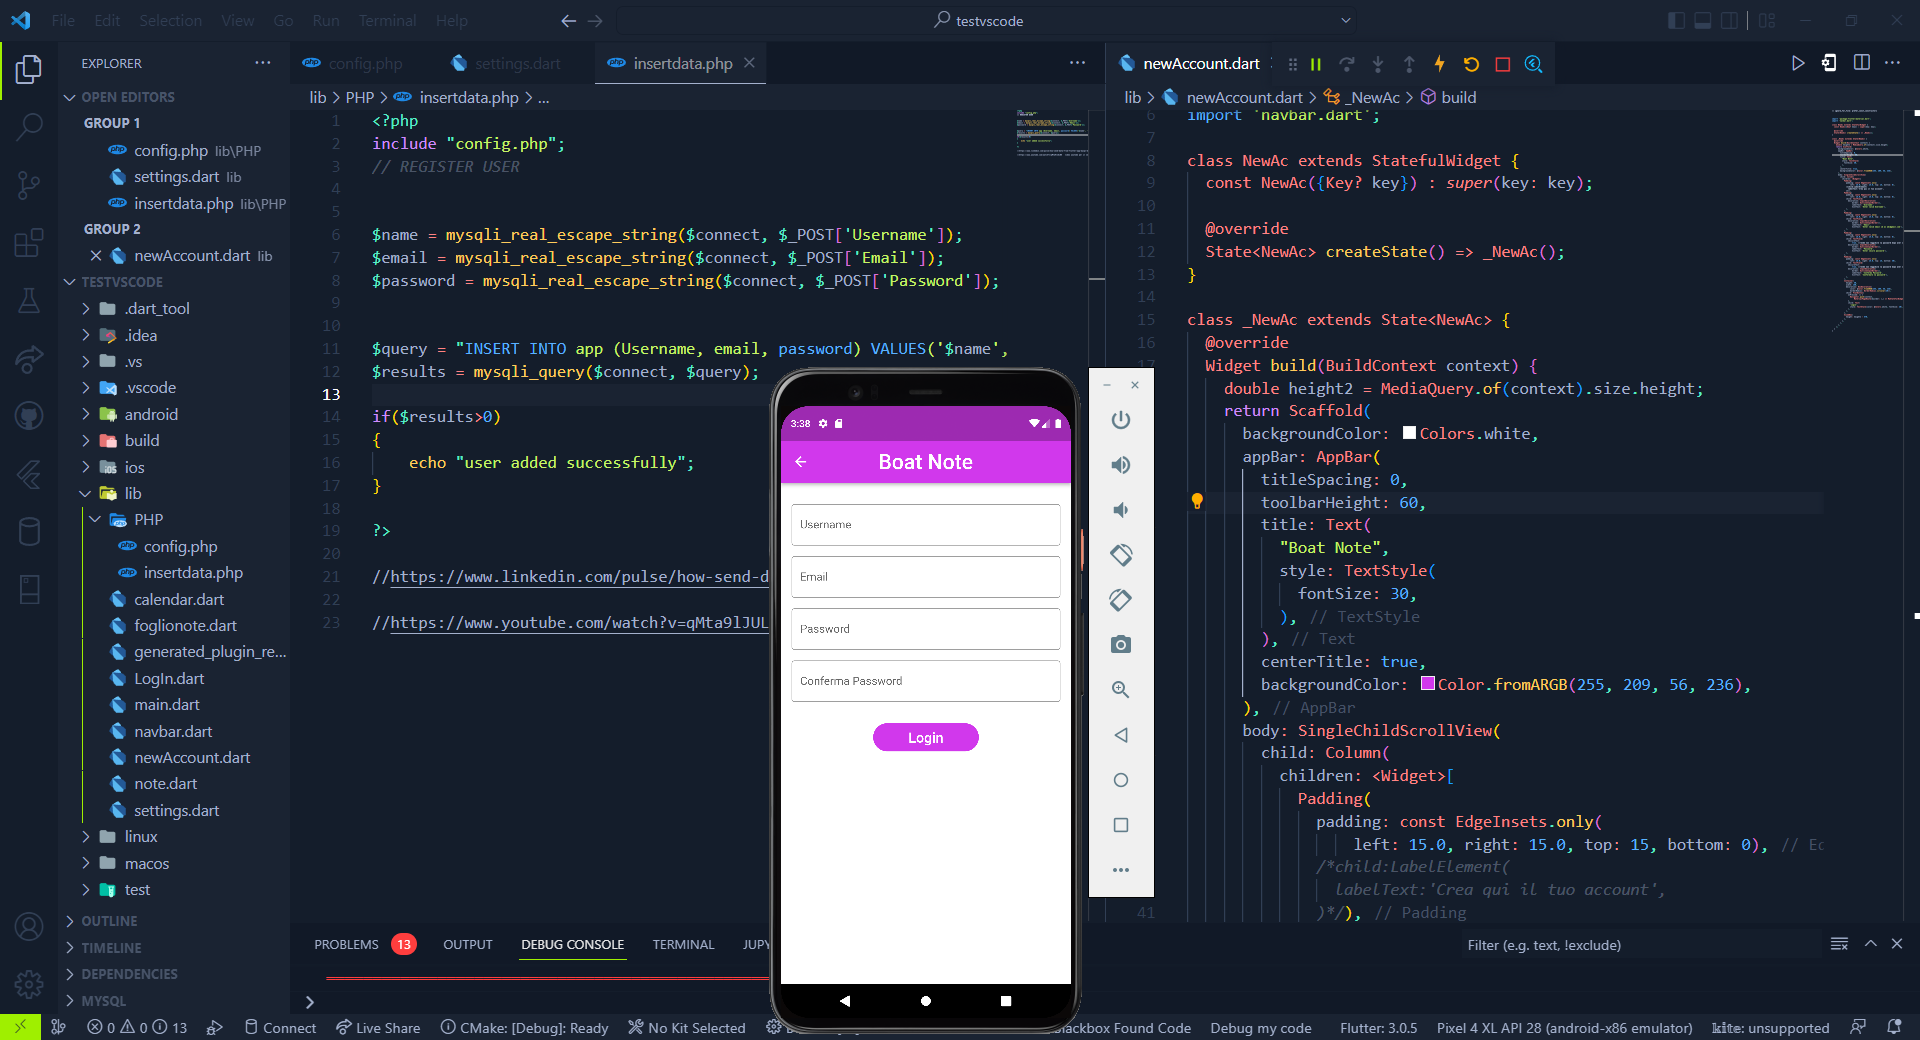 File Edit Selection View Go Run Terminal Help
testvscode
EXPLORER
OPEN EDITORS
GROUP 1
config.php lib\PHP
settings.dart lib
insertdata.php lib\PHP
GROUP 2
newAccount.dart lib
TESTVSCODE
.dart_tool
.idea
.vs
.vscode
android
build
ios
lib
PHP
config.php
insertdata.php
calendar.dart
foglionote.dart
generated_plugin_re...
LogIn.dart
main.dart
navbar.dart
newAccount.dart
note.dart
settings.dart
linux
macos
test
OUTLINE
TIMELINE
DEPENDENCIES
MYSQL
config.php
settings.dart
insertdata.php
lib > PHP > insertdata.php > ...
1 <?php
2 include "config.php";
3 // REGISTER USER
4
5
6 $name = mysqli_real_escape_string($connect, $_POST['Username']);
7 $email = mysqli_real_escape_string($connect, $_POST['Email']);
8 $password = mysqli_real_escape_string($connect, $_POST['Password']);
9
10
11 $query = "INSERT INTO app (Username, email, password) VALUES('$name',
12 $results = mysqli_query($connect, $query);
13
14 if($results>0)
15 {
16 echo "user added successfully";
17 }
18
19 ?>
20
21 //https://www.linkedin.com/pulse/how-send-d
22
23 //https://www.youtube.com/watch?v=qMta9lJUL
3:38
Boat Note
Username
Email
Password
Conferma Password
Login
newAccount.dart
lib > newAccount.dart > _NewAc > build
6 import 'navbar.dart';
7
8 class NewAc extends StatefulWidget {
9 const NewAc({Key? key}) : super(key: key);
10
11 @override
12 State<NewAc> createState() => _NewAc();
13 }
14
15 class _NewAc extends State<NewAc> {
16 @override
17 Widget build(BuildContext context) {
double height2 = MediaQuery.of(context).size.height;
return Scaffold(
backgroundColor: Colors.white,
appBar: AppBar(
titleSpacing: 0,
toolbarHeight: 60,
title: Text(
"Boat Note",
style: TextStyle(
fontSize: 30,
), // TextStyle
), // Text
centerTitle: true,
backgroundColor: Color.fromARGB(255, 209, 56, 236),
), // AppBar
body: SingleChildScrollView(
child: Column(
children: <Widget>[
Padding(
padding: const EdgeInsets.only(
left: 15.0, right: 15.0, top: 15, bottom: 0), // Ed
/*child:LabelElement(
labelText:'Crea qui il tuo account',
41 )*/), // Padding
PROBLEMS 13 OUTPUT DEBUG CONSOLE TERMINAL JUPY
Filter (e.g. text, !exclude)
0 0 13 Connect Live Share CMake: [Debug]: Ready No Kit Selected
Blackbox Found Code Debug my code Flutter: 3.0.5 Pixel 4 XL API 28 (android-x86 emulator) kite: unsupported